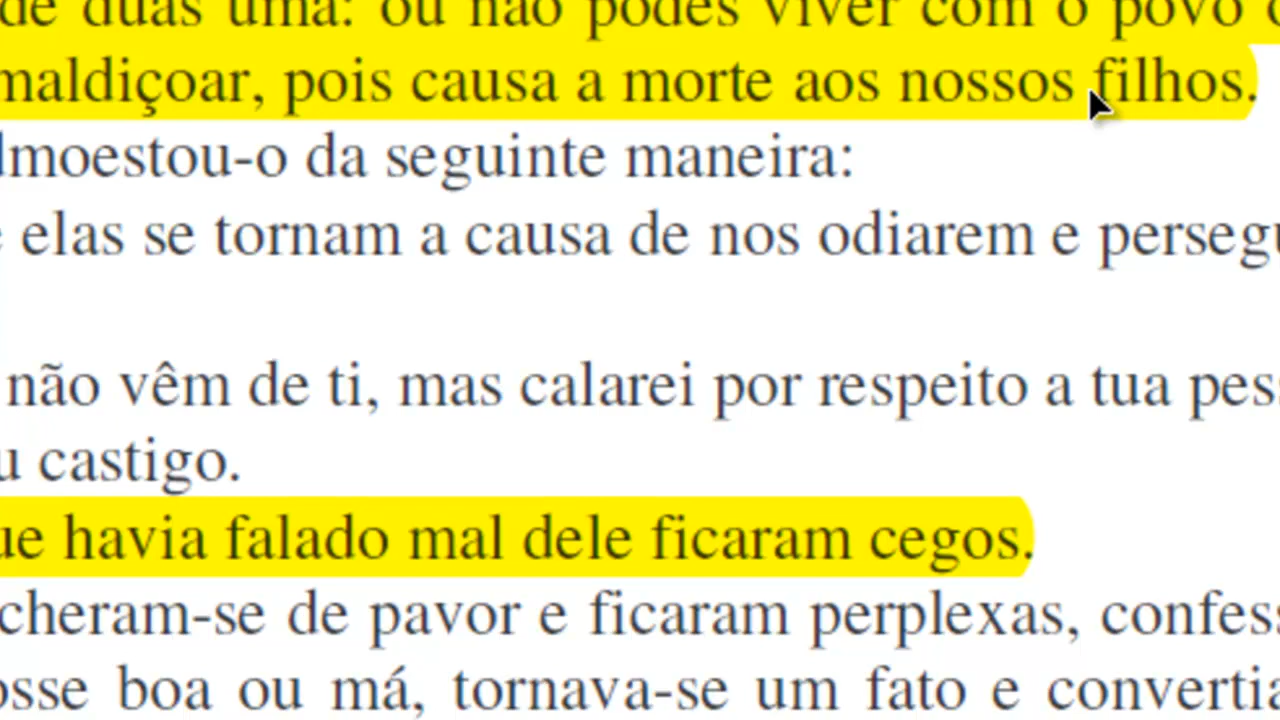 de duas uma: ou não podes viver com o povo
maldiçoar, pois causa a morte aos nossos filhos.
dmoestou-o da seguinte maneira:
elas se tornam a causa de nos odiarem e persegu
não vêm de ti, mas calarei por respeito a tua pess
u castigo.
ue havia falado mal dele ficaram cegos.
cheram-se de pavor e ficaram perplexas, confess
osse boa ou má, tornava-se um fato e convertia